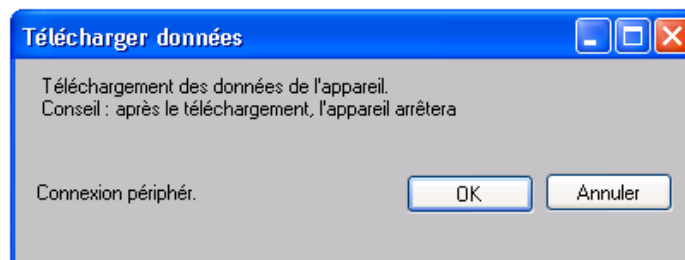 Télécharger données
Téléchargement des données de l'appareil.
Conseil : après le téléchargement, l'appareil arrêtera
Connexion périphér.
OK
Annuler